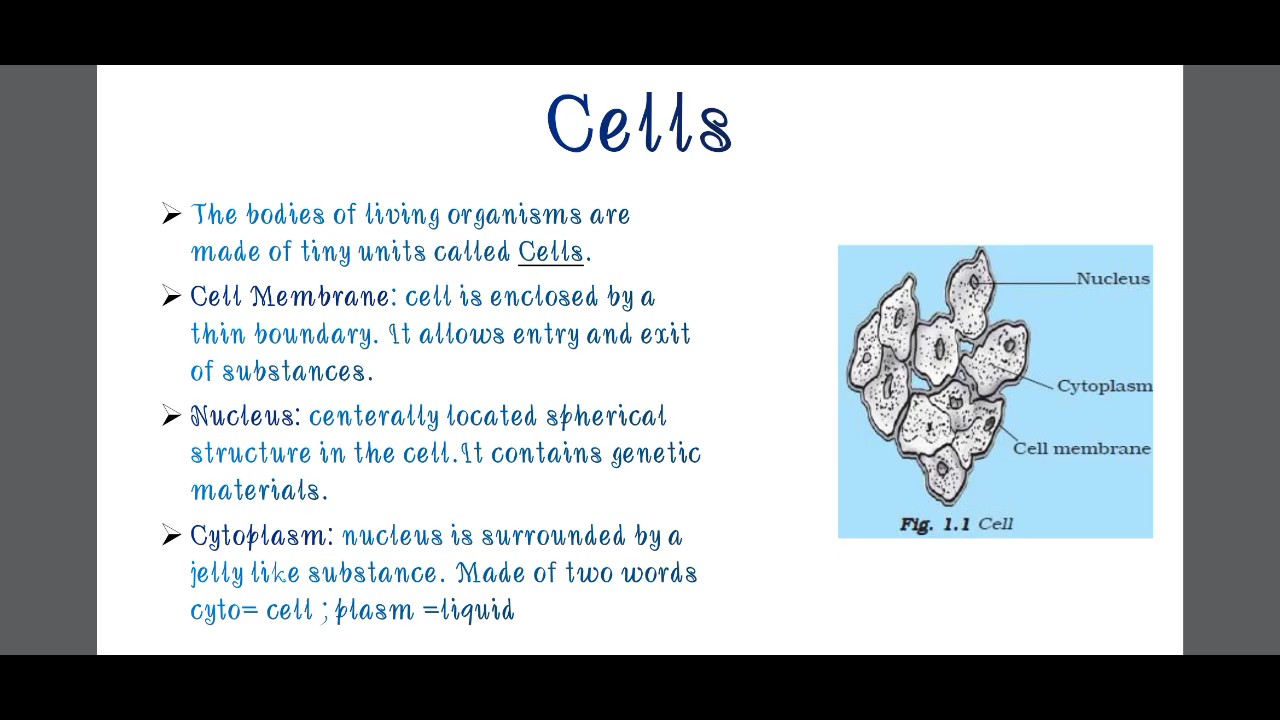 Cells
➢ The bodies of living organisms are
made of tiny units called Cells.
➢ Cell Membrane: cell is enclosed by a
thin boundary. It allows entry and exit
of substances.
➢ Nucleus: centerally located spherical
structure in the cell.It contains genetic
materials.
➢ Cytoplasm: nucleus is surrounded by a
jelly like substance. Made of two words
cyto= cell ; plasm =liquid
Nucleus
Cytoplasm
Cell membrane
Fig. 1.1 Cell